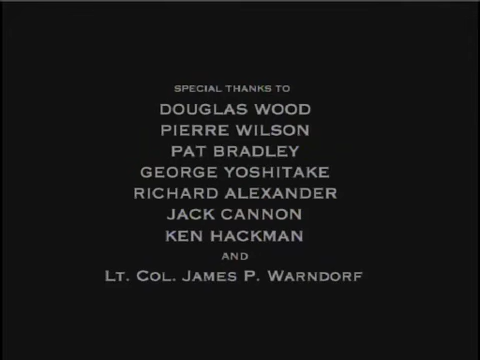 SPECIAL THANKS TO
DOUGLAS WOOD
PIERRE WILSON
PAT BRADLEY
GEORGE YOSHITAKE
RICHARD ALEXANDER
JACK CANNON
KEN HACKMAN
AND
LT. COL. JAMES P. WARNDORF